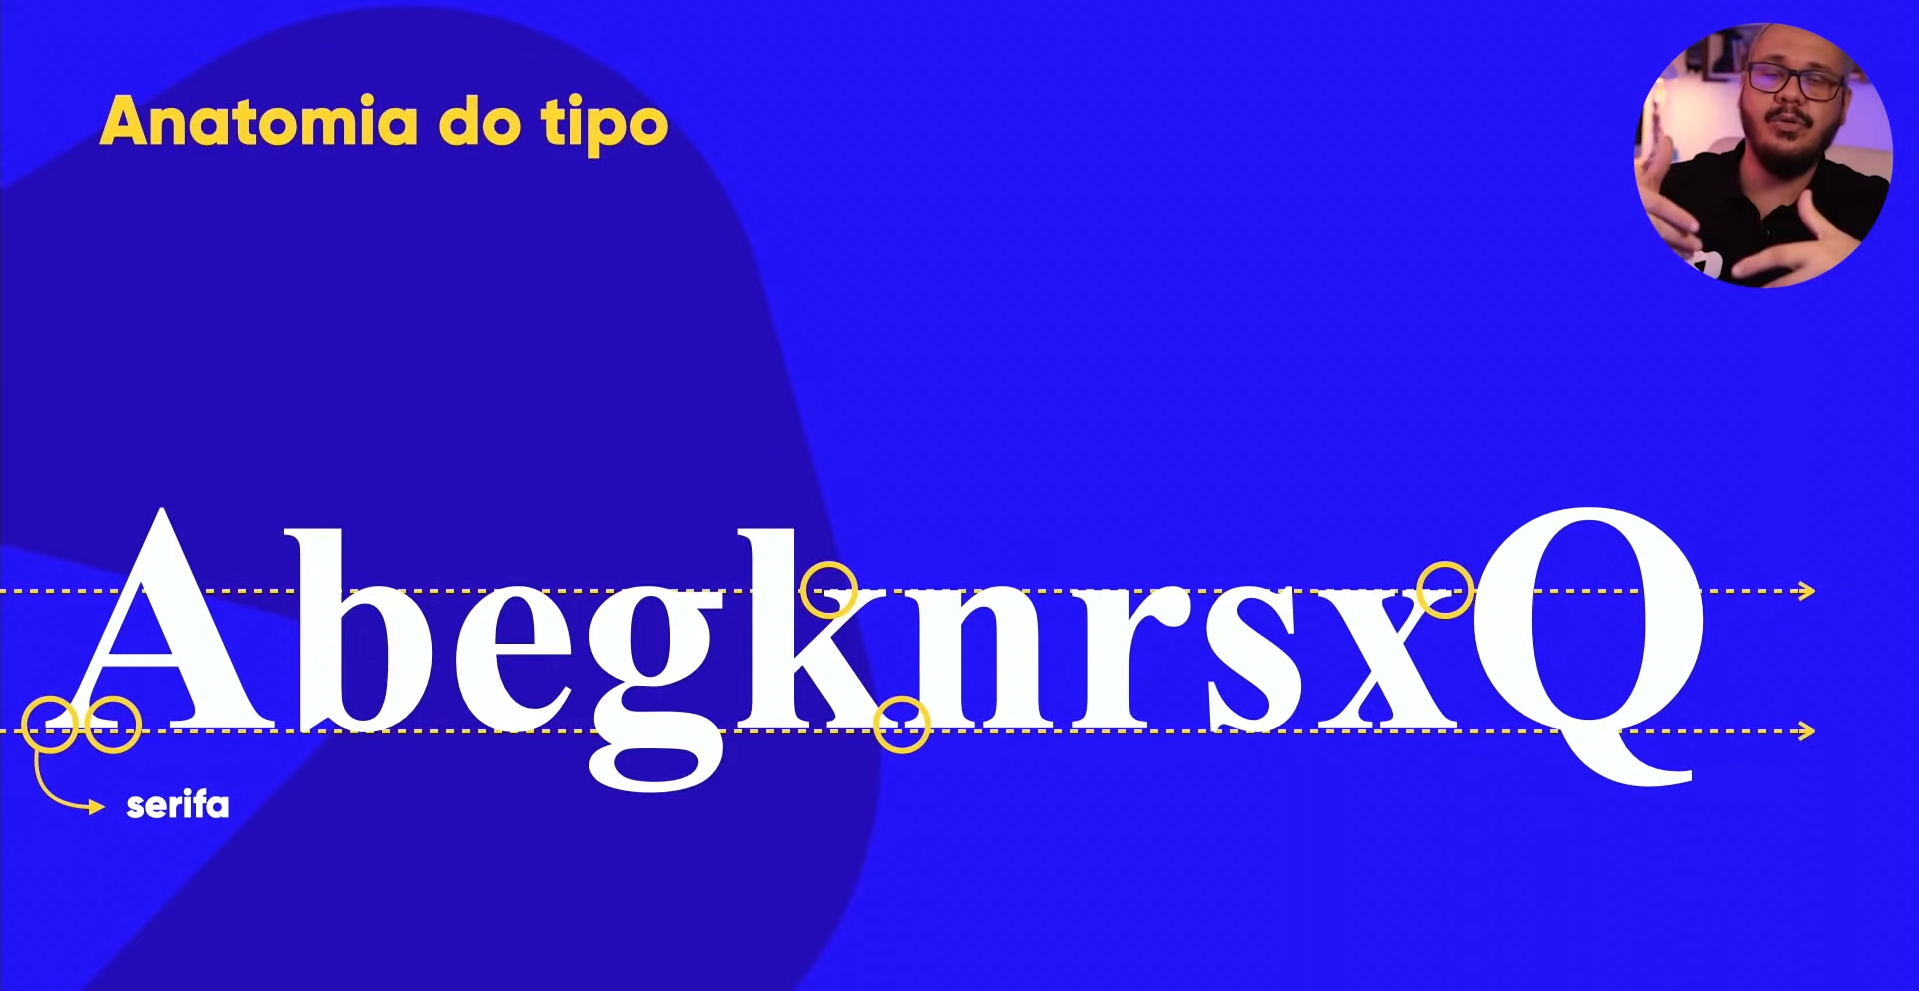 Anatomia do tipo
AbegknrsxQ
serifa